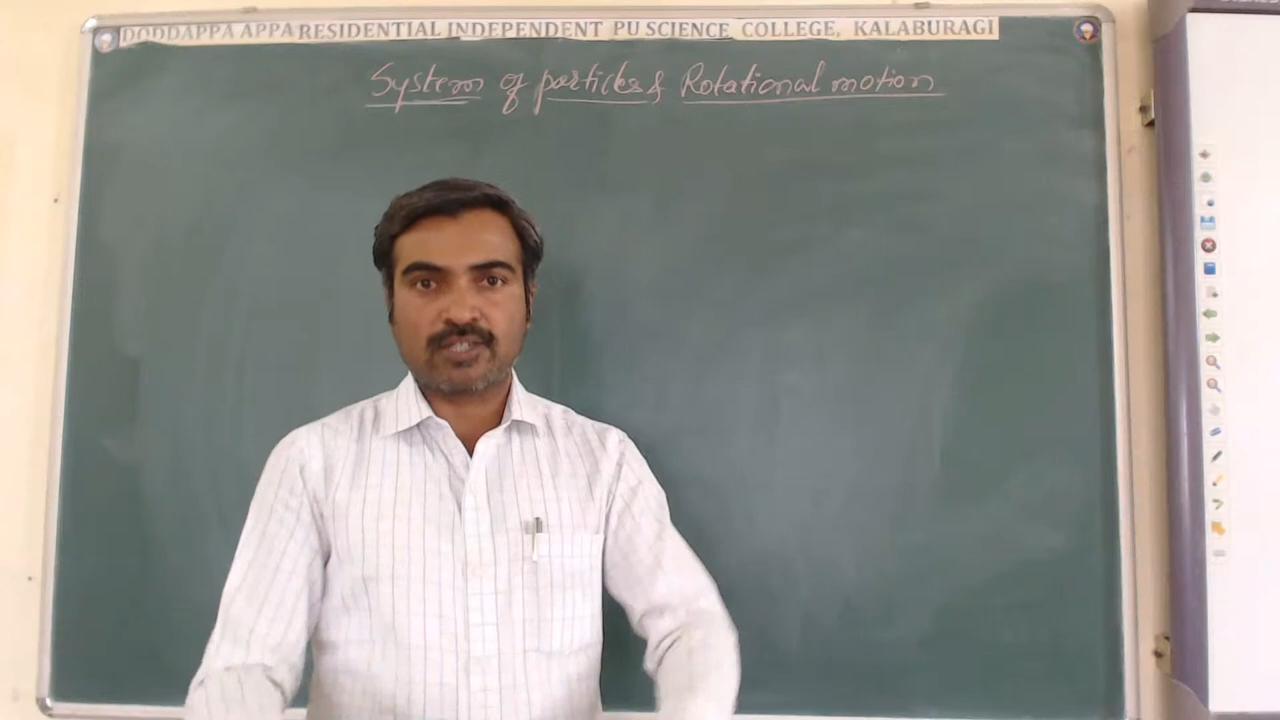 DODDAPPA APPA RESIDENTIAL INDEPENDENT PU SCIENCE COLLEGE, KALABURAGI
System of particles & Rotational motion